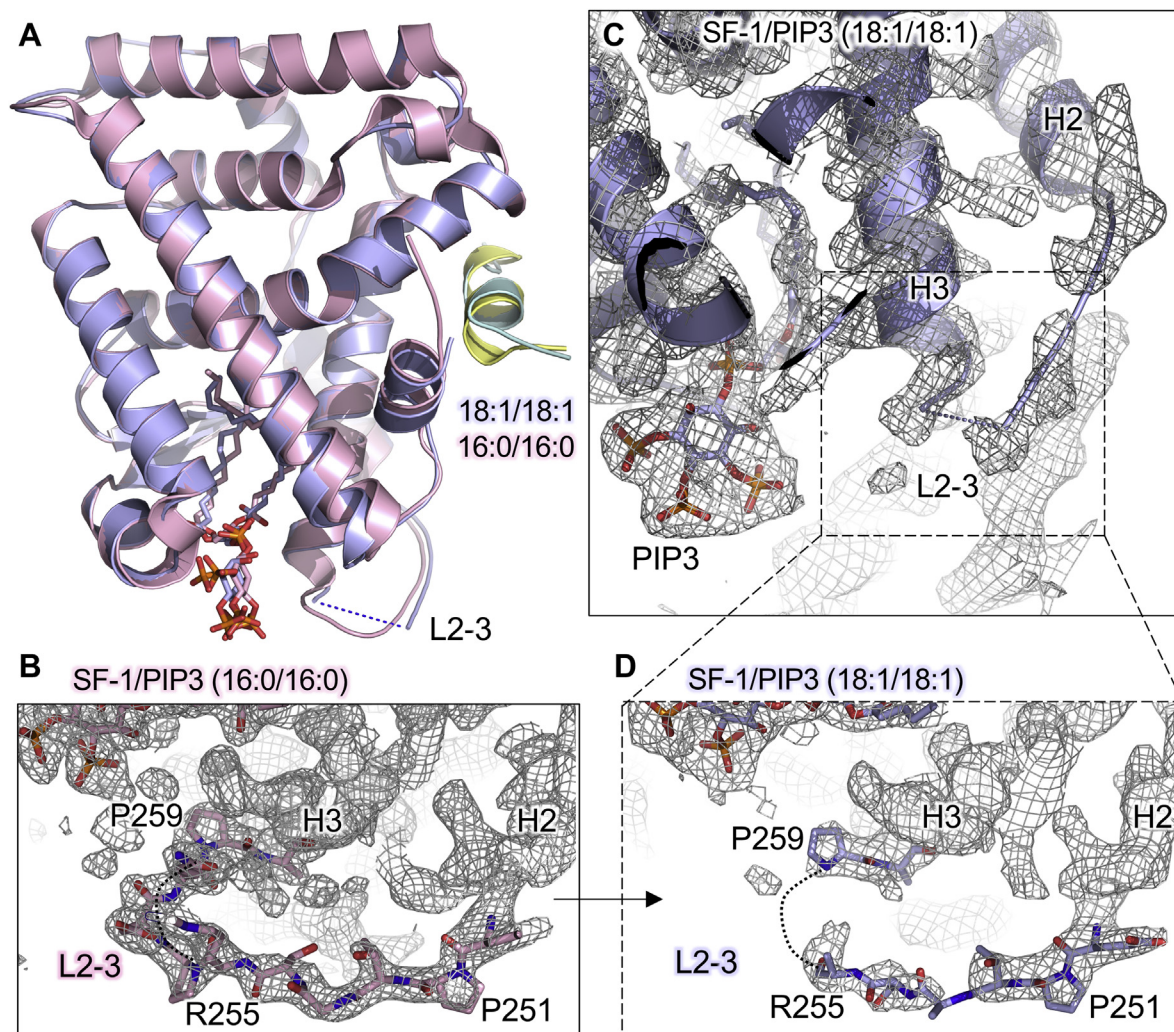 A
18:1/18:1
16:0/16:0
L2-3
C
SF-1/PIP3 (18:1/18:1)
H2
H3
L2-3
PIP3
B
SF-1/PIP3 (16:0/16:0)
P259
H3
H2
L2-3
R255
P251
D
SF-1/PIP3 (18:1/18:1)
P259
H3
H2
L2-3
R255
P251